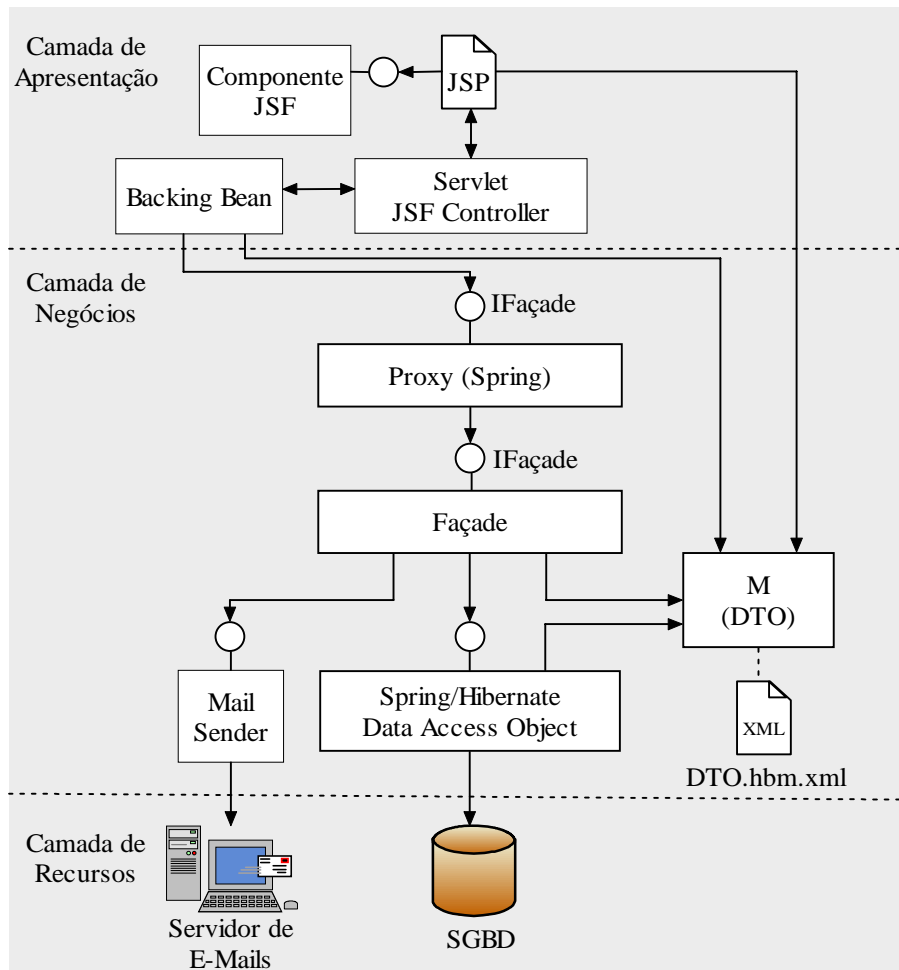 Camada de
Apresentação
Componente
JSF
JSP
Backing Bean
Servlet
JSF Controller
Camada de
Negócios
IFaçade
Proxy (Spring)
IFaçade
Façade
M
(DTO)
Mail
Sender
Spring/Hibernate
Data Access Object
XML
DTO.hbm.xml
Camada de
Recursos
Servidor de
E-Mails
SGBD